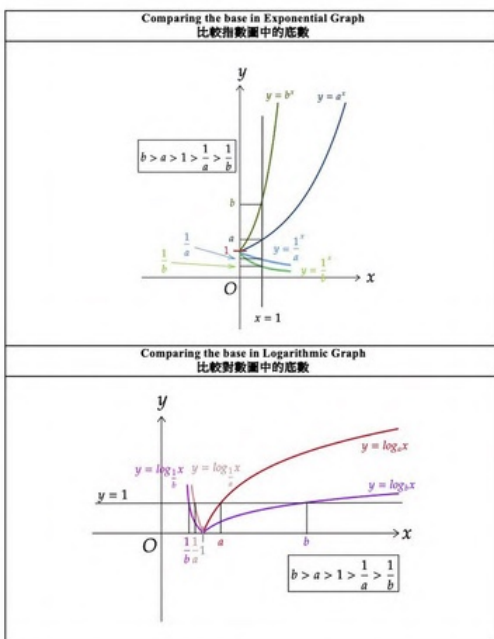 Comparing the base in Exponential Graph
比較指數圖中的底數
y
y = b^x
y = a^x
b > a > 1 > 1/a > 1/b
b
1/a
a
1
y = 1/a^x
1/b
y = 1/b^x
O
x
x = 1
Comparing the base in Logarithmic Graph
比較對數圖中的底數
y
y = log_a x
y = log_{1/b} x
y = log_{1/a} x
y = log_b x
y = 1
O
1/b
1/a
1
a
b
x
b > a > 1 > 1/a > 1/b